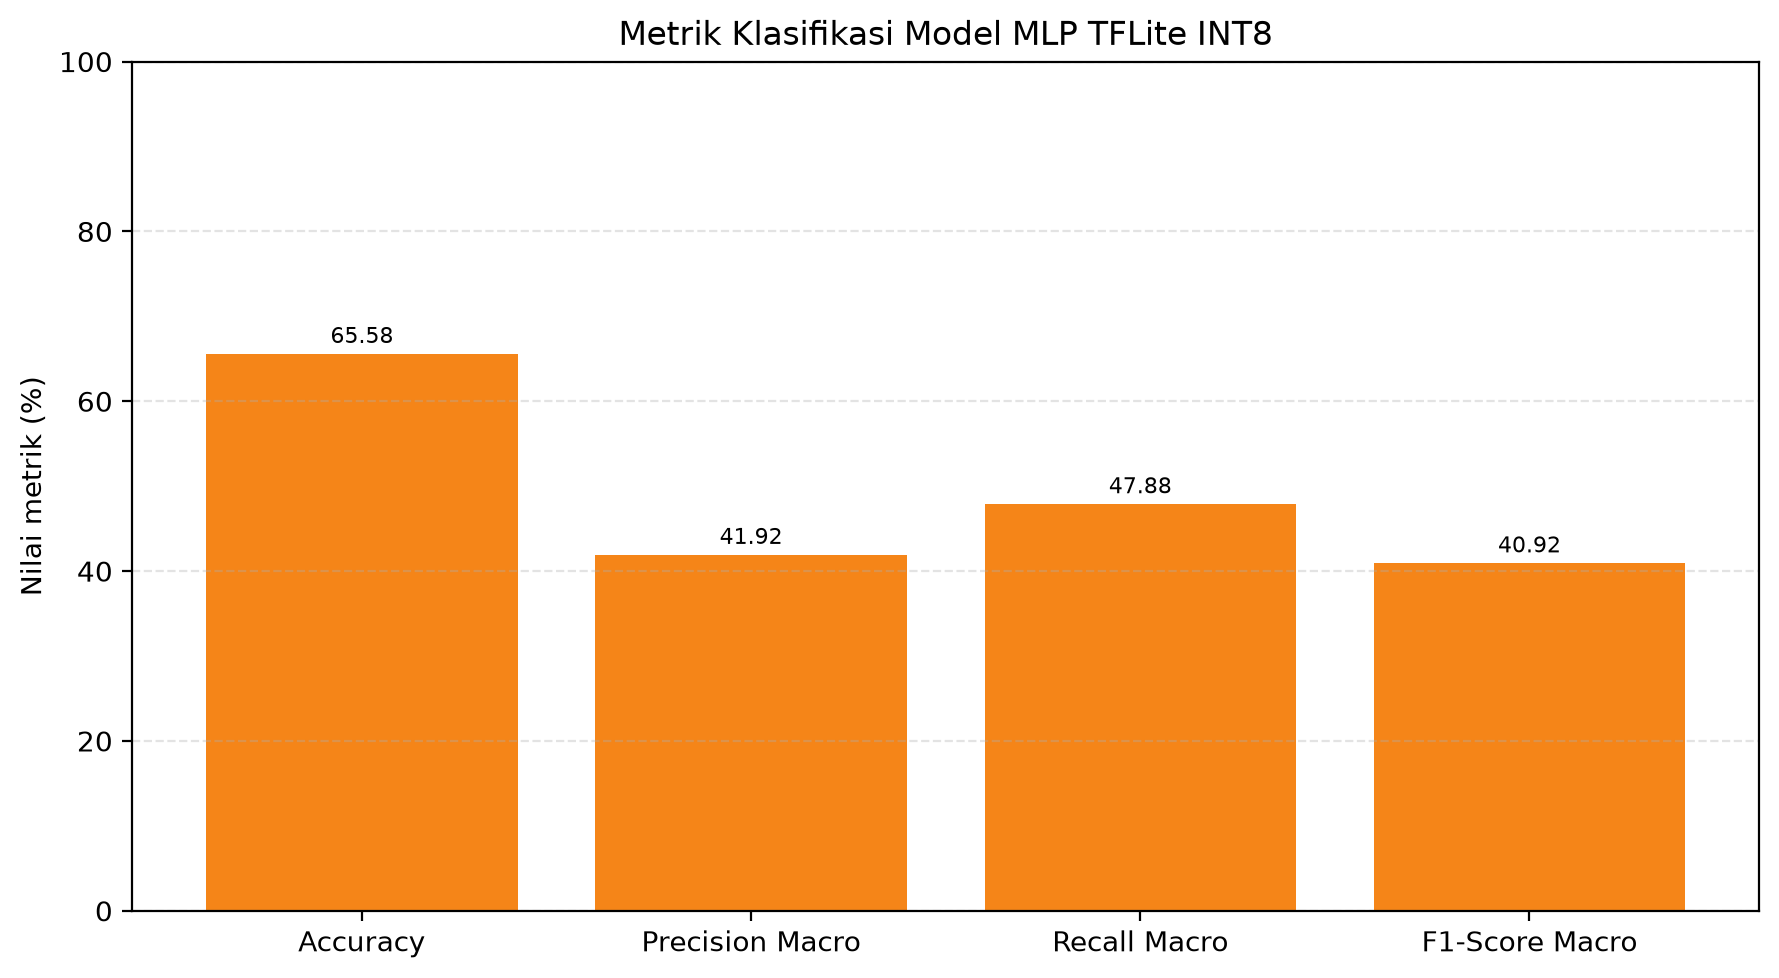 Metrik Klasifikasi Model MLP TFLite INT8
Nilai metrik (%)
100
80
60
40
20
0
65.58
41.92
47.88
40.92
Accuracy
Precision Macro
Recall Macro
F1-Score Macro